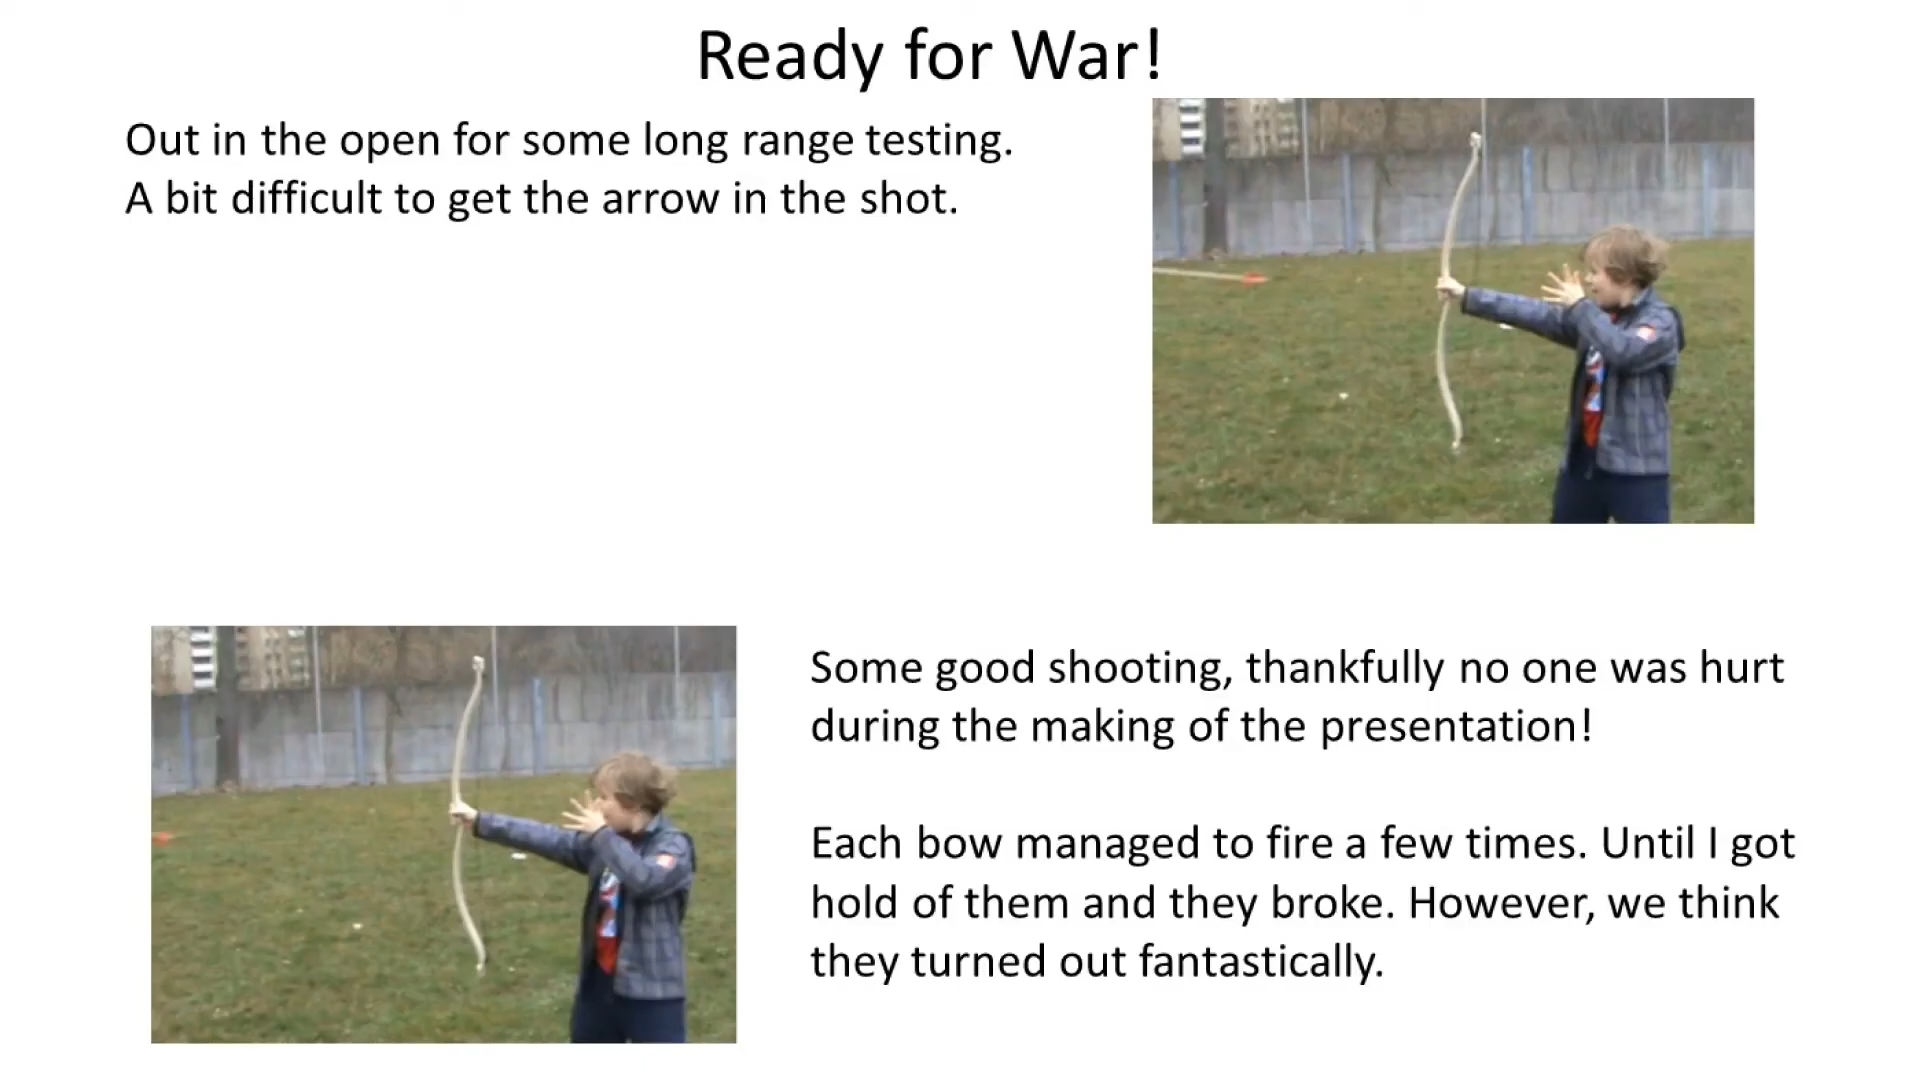 Ready for War!
Out in the open for some long range testing.
A bit difficult to get the arrow in the shot.
Some good shooting, thankfully no one was hurt
during the making of the presentation!
Each bow managed to fire a few times. Until I got
hold of them and they broke. However, we think
they turned out fantastically.